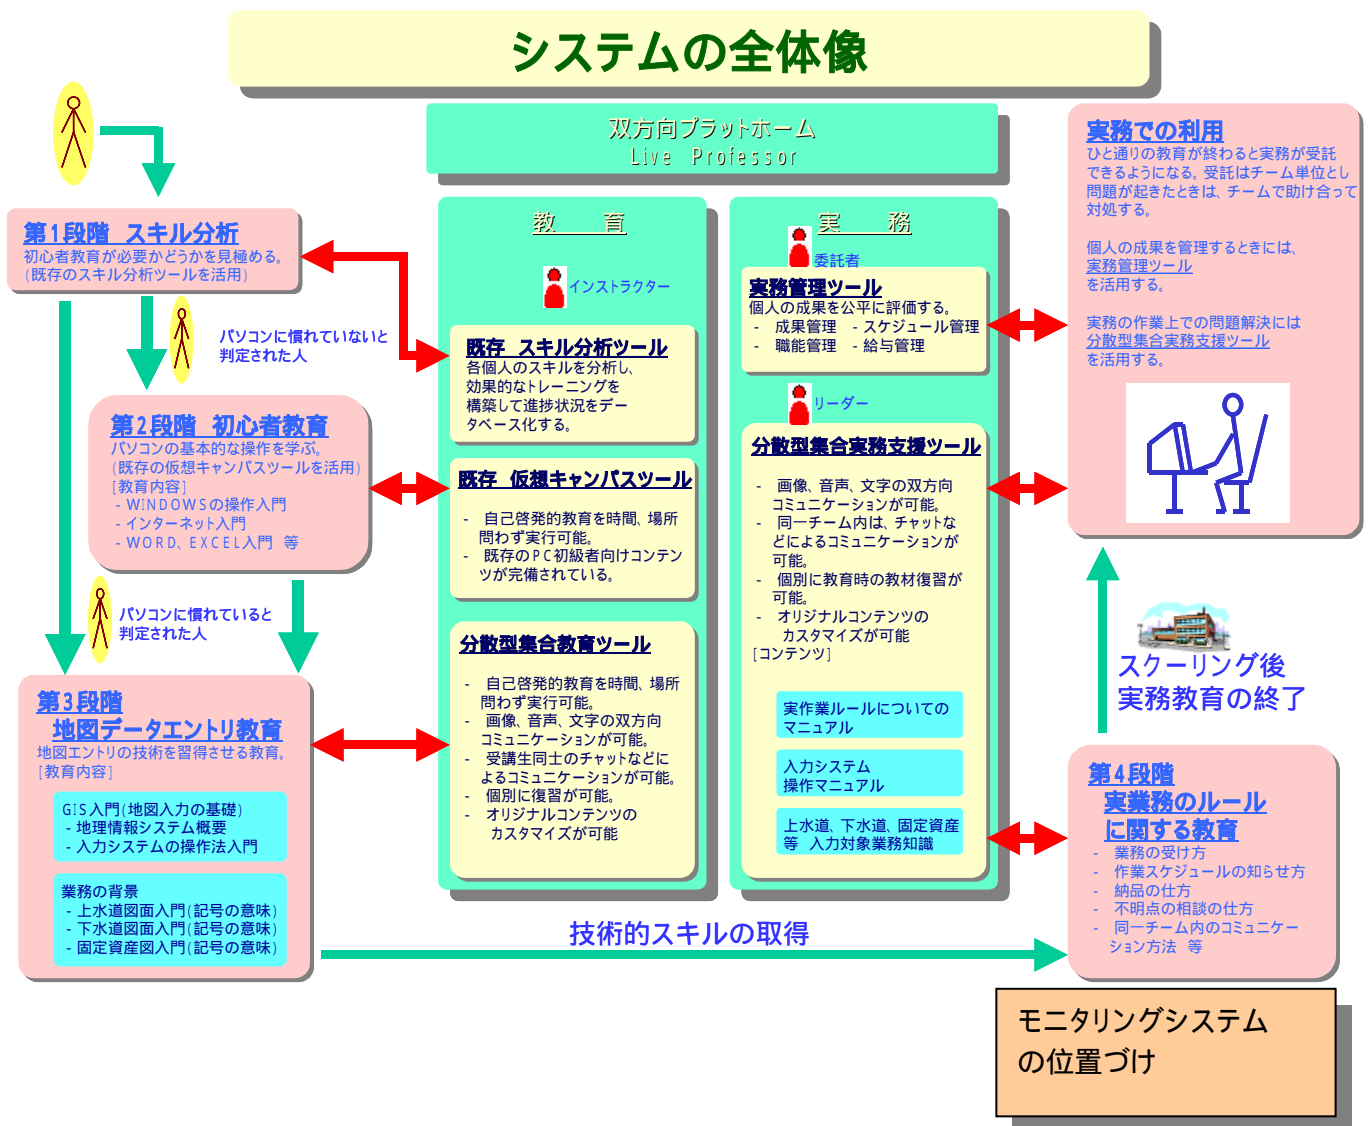 システムの全体像
双方向プラットホーム
Live Professor
第1段階 スキル分析
初心者教育が必要かどうかを見極める。
(既存のスキル分析ツールを活用)
パソコンに慣れていないと
判定された人
第2段階 初心者教育
パソコンの基本的な操作を学ぶ。
(既存の仮想キャンパスツールを活用)
[教育内容]
- WINDOWSの操作入門
- インターネット入門
- WORD、EXCEL入門 等
パソコンに慣れていると
判定された人
第3段階
地図データエントリ教育
地図エントリの技術を習得させる教育。
[教育内容]
GIS入門(地図入力の基礎)
- 地理情報システム概要
- 入力システムの操作法入門
業務の背景
- 上水道図面入門(記号の意味)
- 下水道図面入門(記号の意味)
- 固定資産図入門(記号の意味)
教 育
インストラクター
既存 スキル分析ツール
各個人のスキルを分析し、
効果的なトレーニングを
構築して進捗状況をデー
タベース化する。
既存 仮想キャンパスツール
- 自己啓発的教育を時間、場所
問わず実行可能。
- 既存のPC初級者向けコンテン
ツが完備されている。
分散型集合教育ツール
- 自己啓発的教育を時間、場所
問わず実行可能。
- 画像、音声、文字の双方向
コミュニケーションが可能。
- 受講生同士のチャットなどに
よるコミュニケーションが可能。
- 個別に復習が可能。
- オリジナルコンテンツの
カスタマイズが可能
実 務
委託者
実務管理ツール
個人の成果を公平に評価する。
- 成果管理 - スケジュール管理
- 職能管理 - 給与管理
リーダー
分散型集合実務支援ツール
- 画像、音声、文字の双方向
コミュニケーションが可能。
- 同一チーム内は、チャットな
どによるコミュニケーションが
可能。
- 個別に教育時の教材復習が
可能。
- オリジナルコンテンツの
カスタマイズが可能
[コンテンツ]
実作業ルールについての
マニュアル
入力システム
操作マニュアル
上水道、下水道、固定資産
等 入力対象業務知識
技術的スキルの取得
実務での利用
ひと通りの教育が終わると実務が受託
できるようになる。受託はチーム単位とし
問題が起きたときは、チームで助け合って
対処する。
個人の成果を管理するときには、
実務管理ツール
を活用する。
実務の作業上での問題解決には
分散型集合実務支援ツール
を活用する。
スクーリング後
実務教育の終了
第4段階
実業務のルール
に関する教育
- 業務の受け方
- 作業スケジュールの知らせ方
- 納品の仕方
- 不明点の相談の仕方
- 同一チーム内のコミュニケー
ション方法 等
モニタリングシステム
の位置づけ